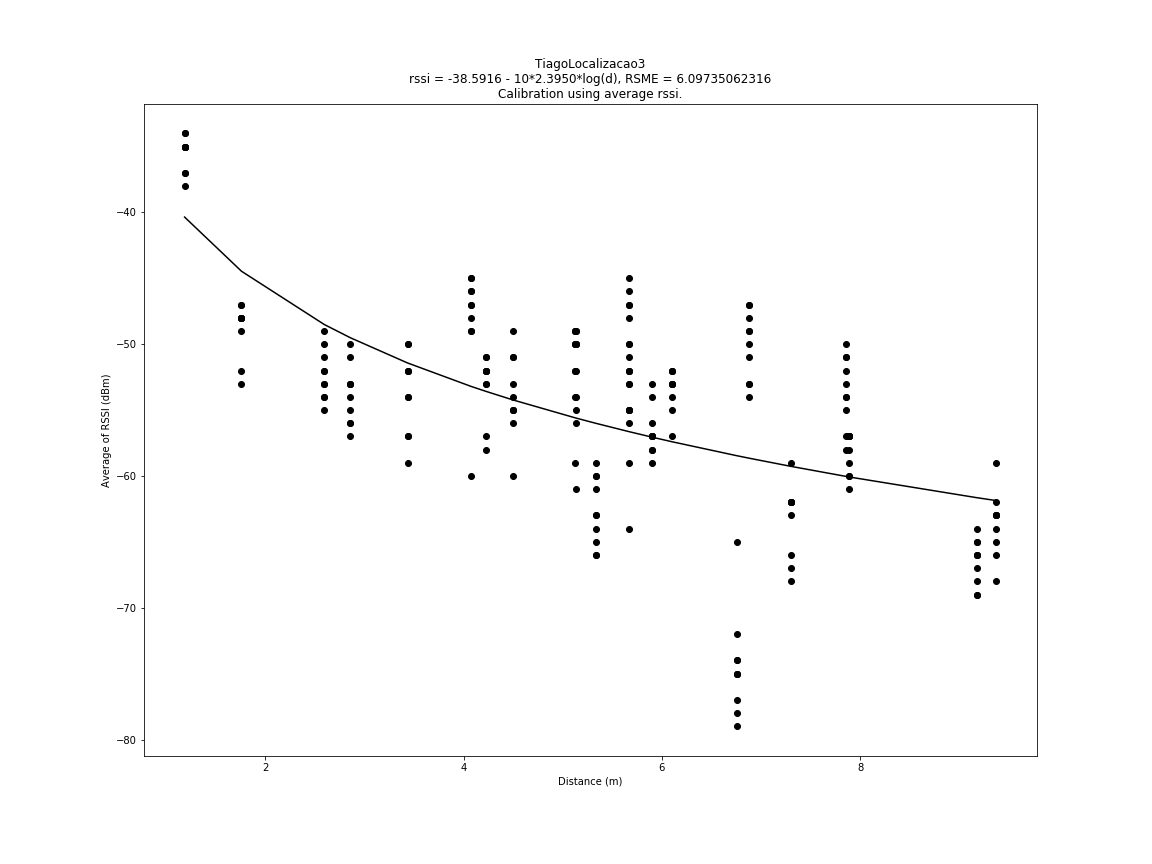 TiagoLocalizacao3
rssi = -38.5916 - 10*2.3950*log(d), RSME = 6.09735062316
Calibration using average rssi.
Average of RSSI (dBm)
−40
−50
−60
−70
−80
2 4 6 8
Distance (m)